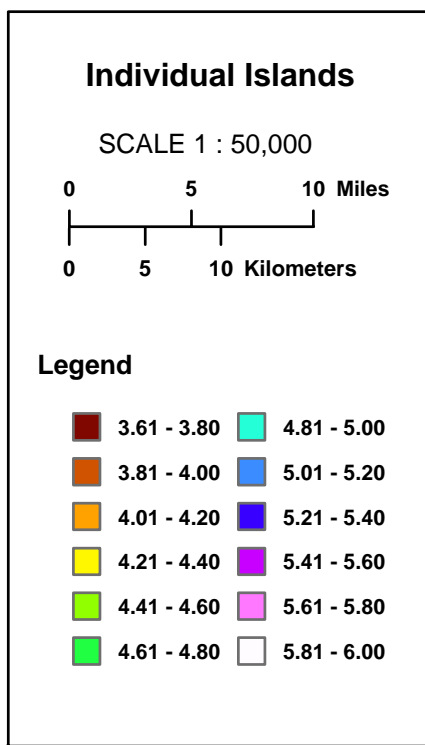 Individual Islands
SCALE 1 : 50,000
0 5 10 Miles
0 5 10 Kilometers
Legend
3.61 - 3.80 4.81 - 5.00
3.81 - 4.00 5.01 - 5.20
4.01 - 4.20 5.21 - 5.40
4.21 - 4.40 5.41 - 5.60
4.41 - 4.60 5.61 - 5.80
4.61 - 4.80 5.81 - 6.00